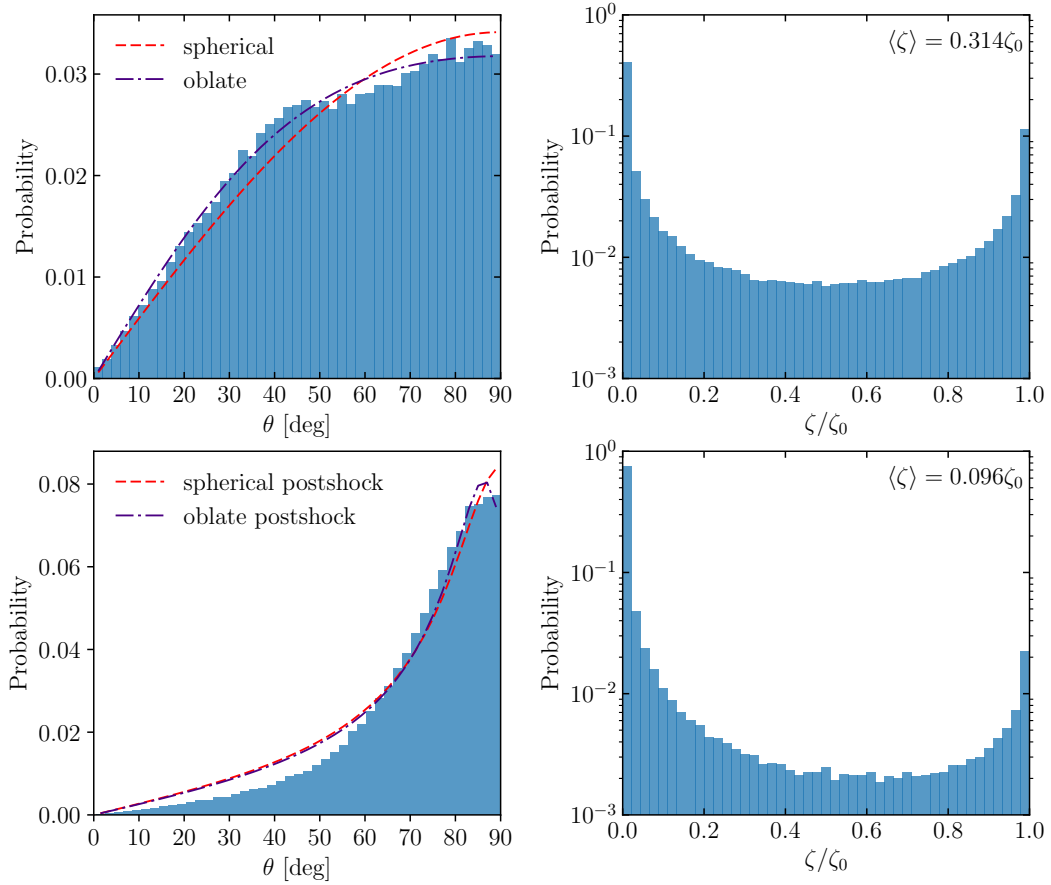 spherical
oblate
Probability
0.00
0.01
0.02
0.03
0 10 20 30 40 50 60 70 80 90
θ [deg]
⟨ζ⟩ = 0.314ζ₀
Probability
10⁰
10⁻¹
10⁻²
10⁻³
0.0 0.2 0.4 0.6 0.8 1.0
ζ/ζ₀
spherical postshock
oblate postshock
Probability
0.00
0.02
0.04
0.06
0.08
0 10 20 30 40 50 60 70 80 90
θ [deg]
⟨ζ⟩ = 0.096ζ₀
Probability
10⁰
10⁻¹
10⁻²
10⁻³
0.0 0.2 0.4 0.6 0.8 1.0
ζ/ζ₀